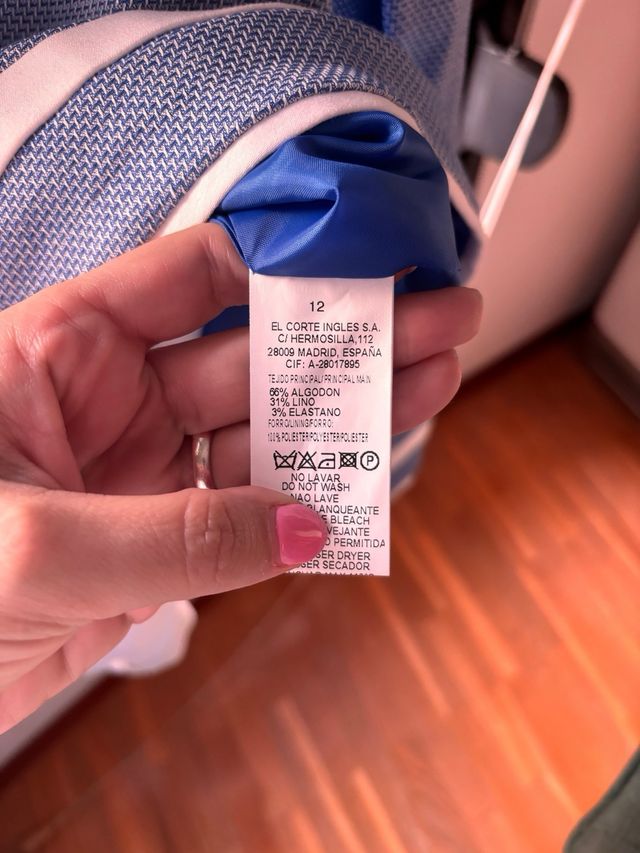 12
EL CORTE INGLES S.A.
C/ HERMOSILLA,112
28009 MADRID, ESPAÑA
CIF: A-28017895
TEJIDO PRINCIPAL/PRINCIPAL MAIN
66% ALGODON
31% LINO
3% ELASTANO
FORRO/LINING/FORRO:
100% POLIESTER/POLYESTER/POLIESTER
P
NO LAVAR
DO NOT WASH
NAO LAVE
BLANQUEANTE
BLEACH
VEJANTE
PERMITIDA
DRYER
SECADOR